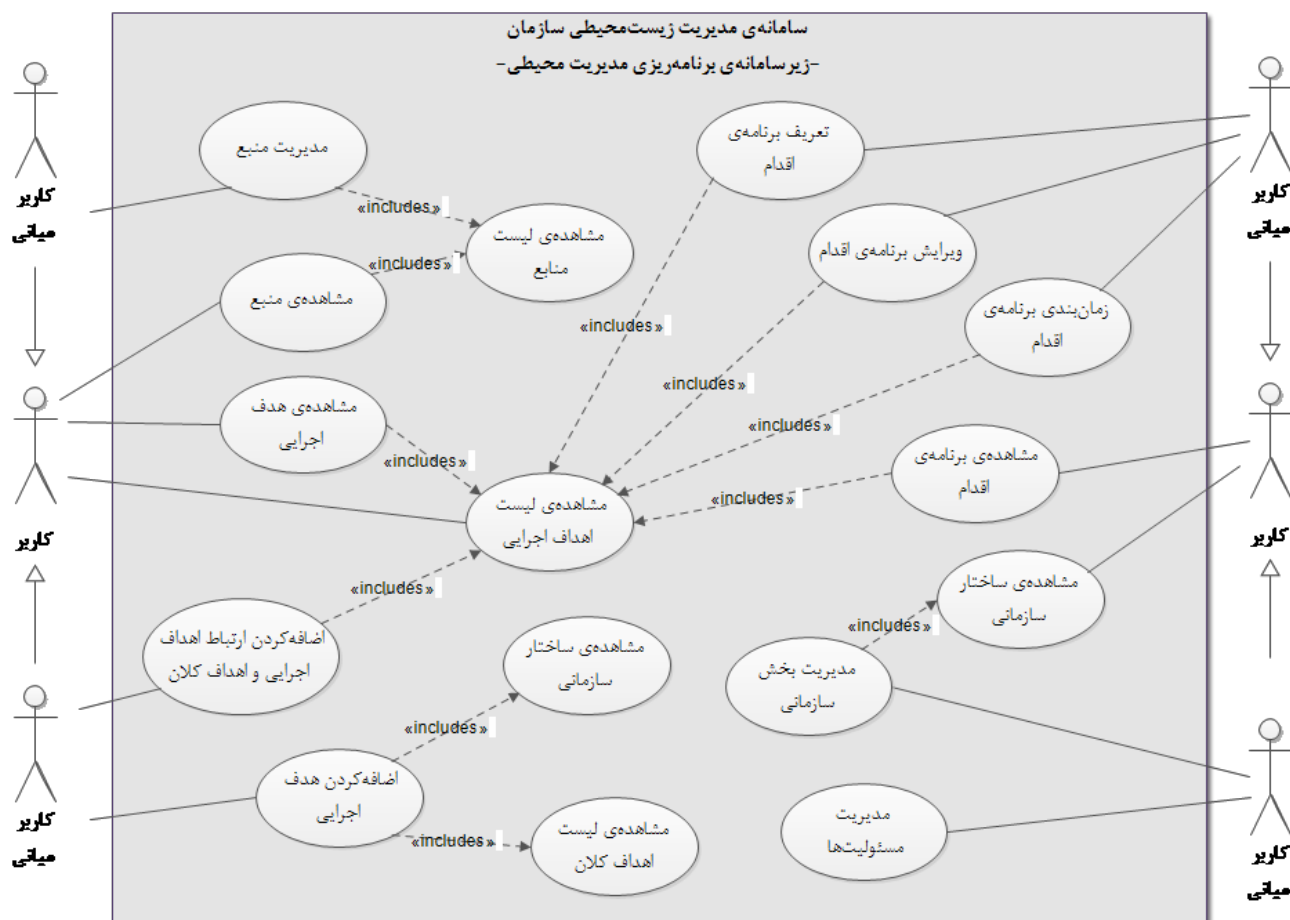 سامانه‌ی مدیریت زیست‌محیطی سازمان
-زیرسامانه‌ی برنامه‌ریزی مدیریت محیطی-
کاربر
میانی
کاربر
کاربر
میانی
مدیریت منبع
«includes»
مشاهده‌ی لیست
منابع
«includes»
مشاهده‌ی منبع
مشاهده‌ی هدف
اجرایی
«includes»
مشاهده‌ی لیست
اهداف اجرایی
«includes»
اضافه‌کردن ارتباط اهداف
اجرایی و اهداف کلان
مشاهده‌ی ساختار
سازمانی
«includes»
اضافه‌کردن هدف
اجرایی
«includes»
مشاهده‌ی لیست
اهداف کلان
تعریف برنامه‌ی
اقدام
«includes»
ویرایش برنامه‌ی اقدام
«includes»
زمان‌بندی برنامه‌ی
اقدام
«includes»
مشاهده‌ی برنامه‌ی
اقدام
«includes»
مشاهده‌ی ساختار
سازمانی
«includes»
مدیریت بخش
سازمانی
مدیریت
مسئولیت‌ها
کاربر
میانی
کاربر
کاربر
میانی